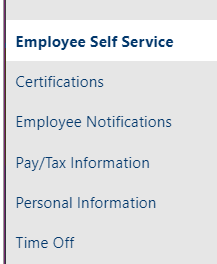 Employee Self Service
Certifications
Employee Notifications
Pay/Tax Information
Personal Information
Time Off